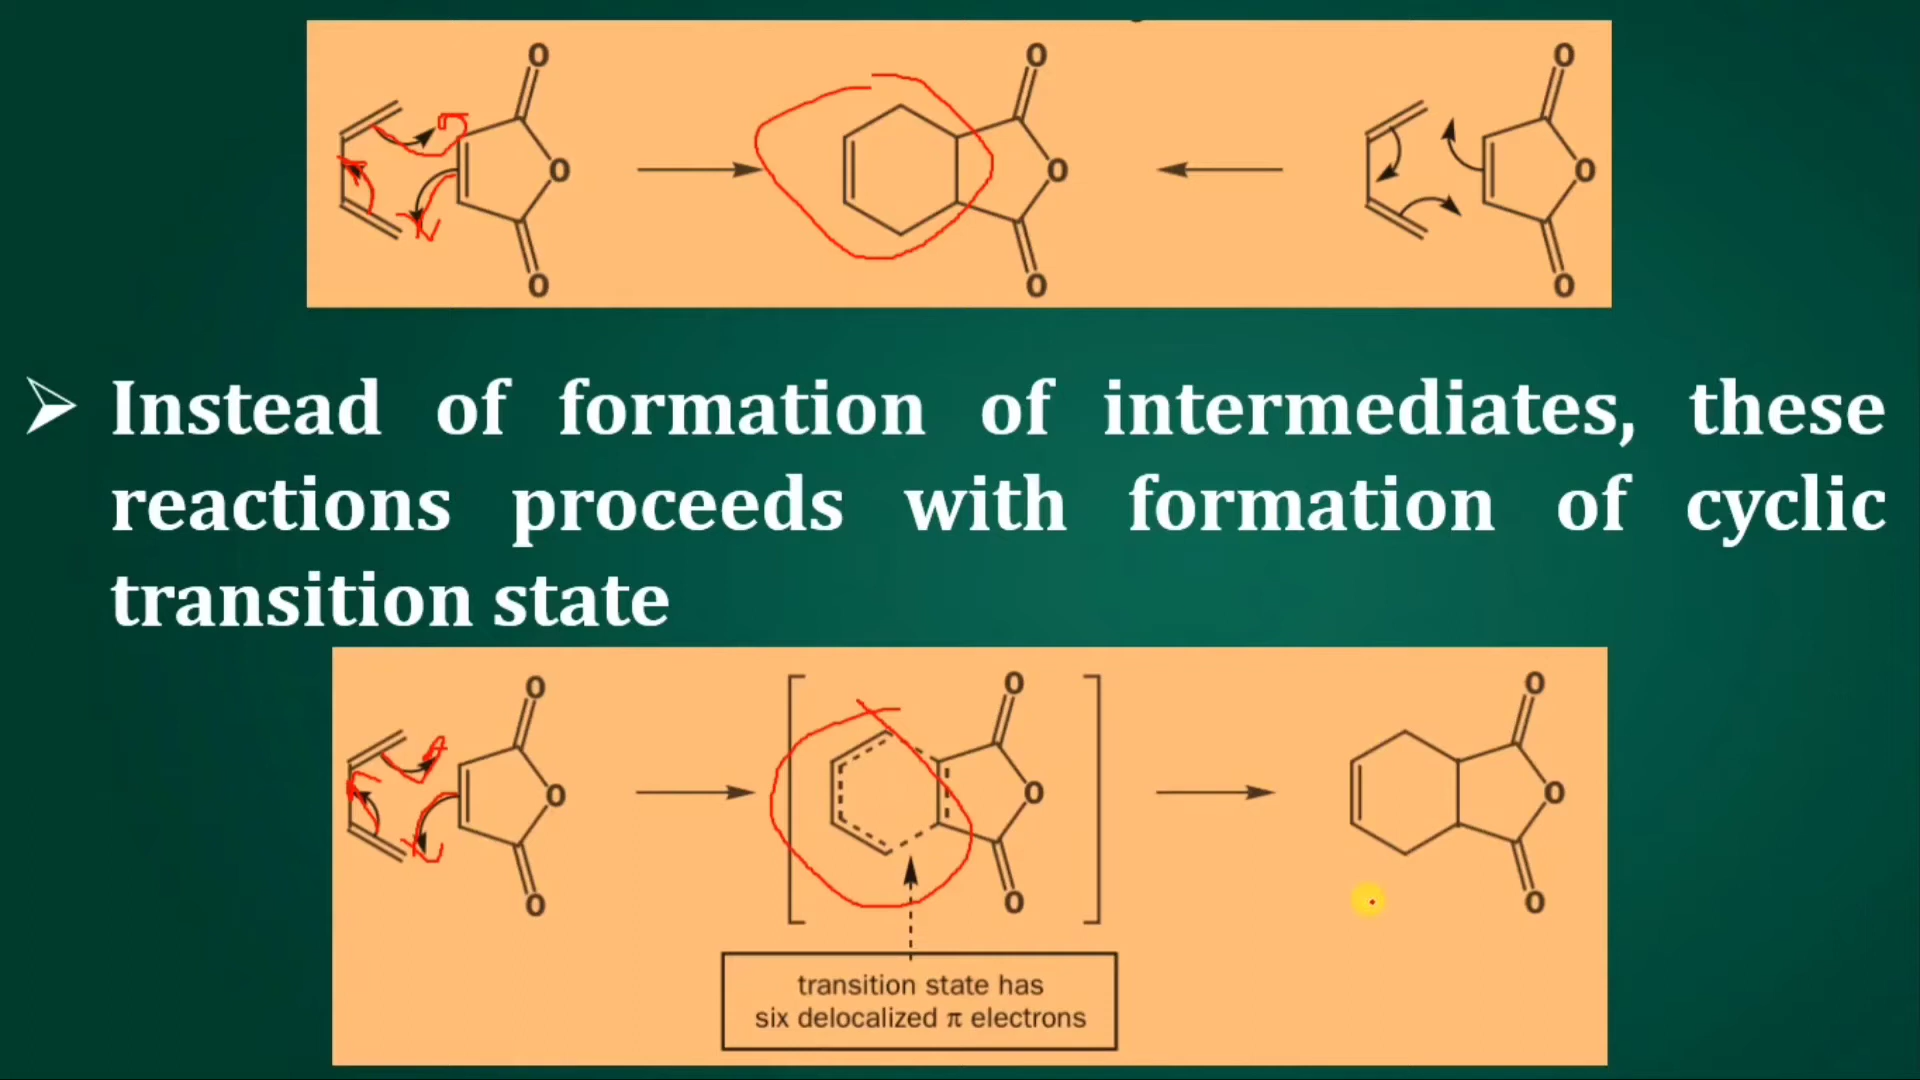 O O O
O O O
O O O
Instead of formation of intermediates, these
reactions proceeds with formation of cyclic
transition state
O O O
O O O
O O O
transition state has
six delocalized π electrons